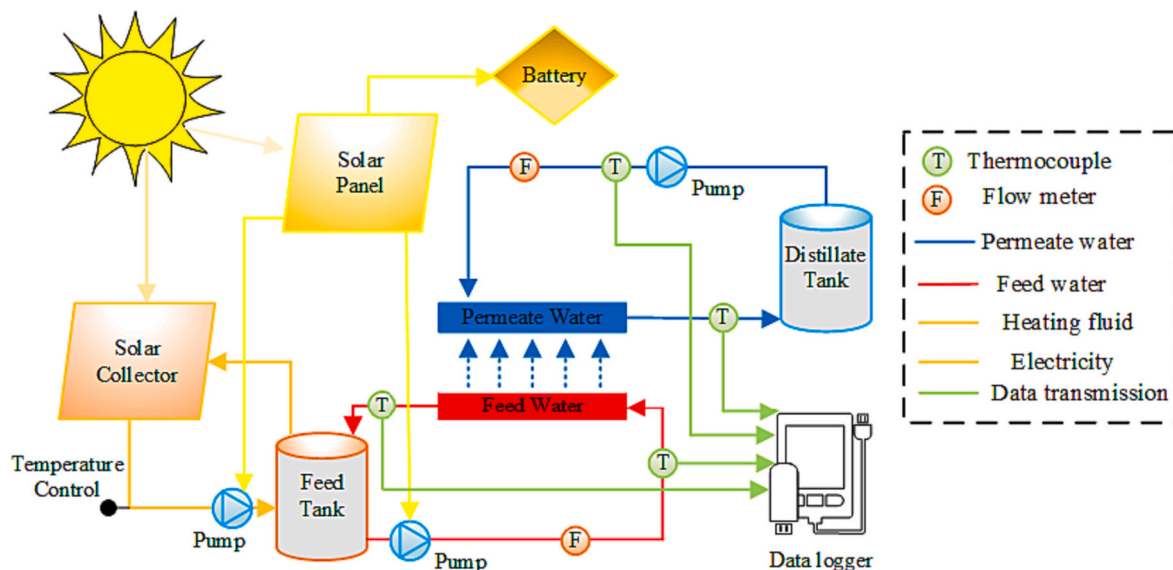 Battery
Solar
Panel
F
T
Pump
T
Thermocouple
F
Flow meter
Permeate water
Feed water
Heating fluid
Electricity
Data transmission
Distillate
Tank
Permeate Water
T
Solar
Collector
T
Feed Water
Temperature
Control
Feed
Tank
T
Pump
Pump
F
Data logger